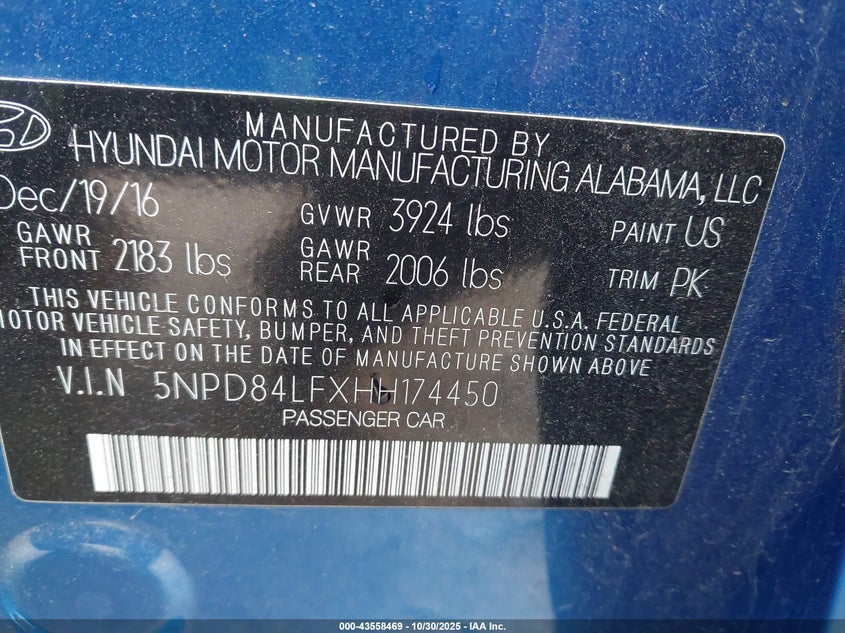 MANUFACTURED BY
HYUNDAI MOTOR MANUFACTURING ALABAMA, LLC
Dec/19/16 GVWR 3924 lbs PAINT US
GAWR FRONT 2183 lbs GAWR REAR 2006 lbs TRIM PK
THIS VEHICLE CONFORMS TO ALL APPLICABLE U.S.A. FEDERAL
MOTOR VEHICLE SAFETY, BUMPER, AND THEFT PREVENTION STANDARDS
IN EFFECT ON THE DATE OF MANUFACTURE SHOWN ABOVE
V.I.N 5NPD84LFXHH174450
PASSENGER CAR
000-43558469 - 10/30/2025 - IAA Inc.